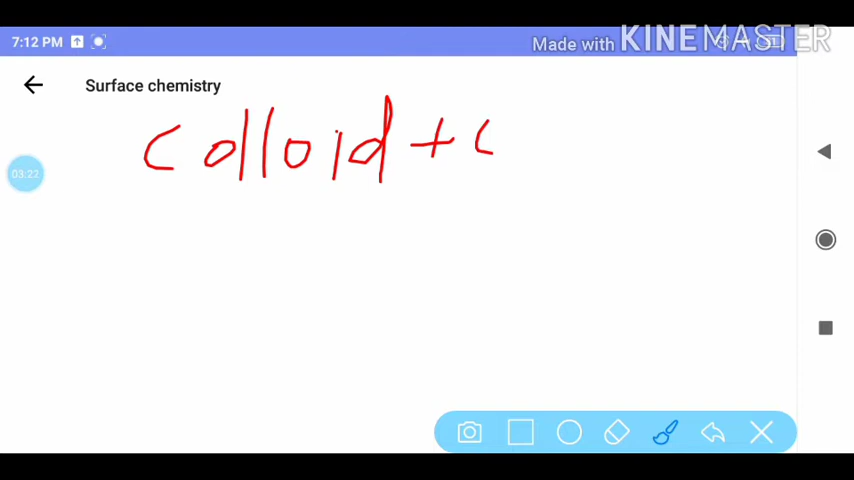 7:12 PM
Made with KINEMASTER
Surface chemistry
colloid + c
03:22